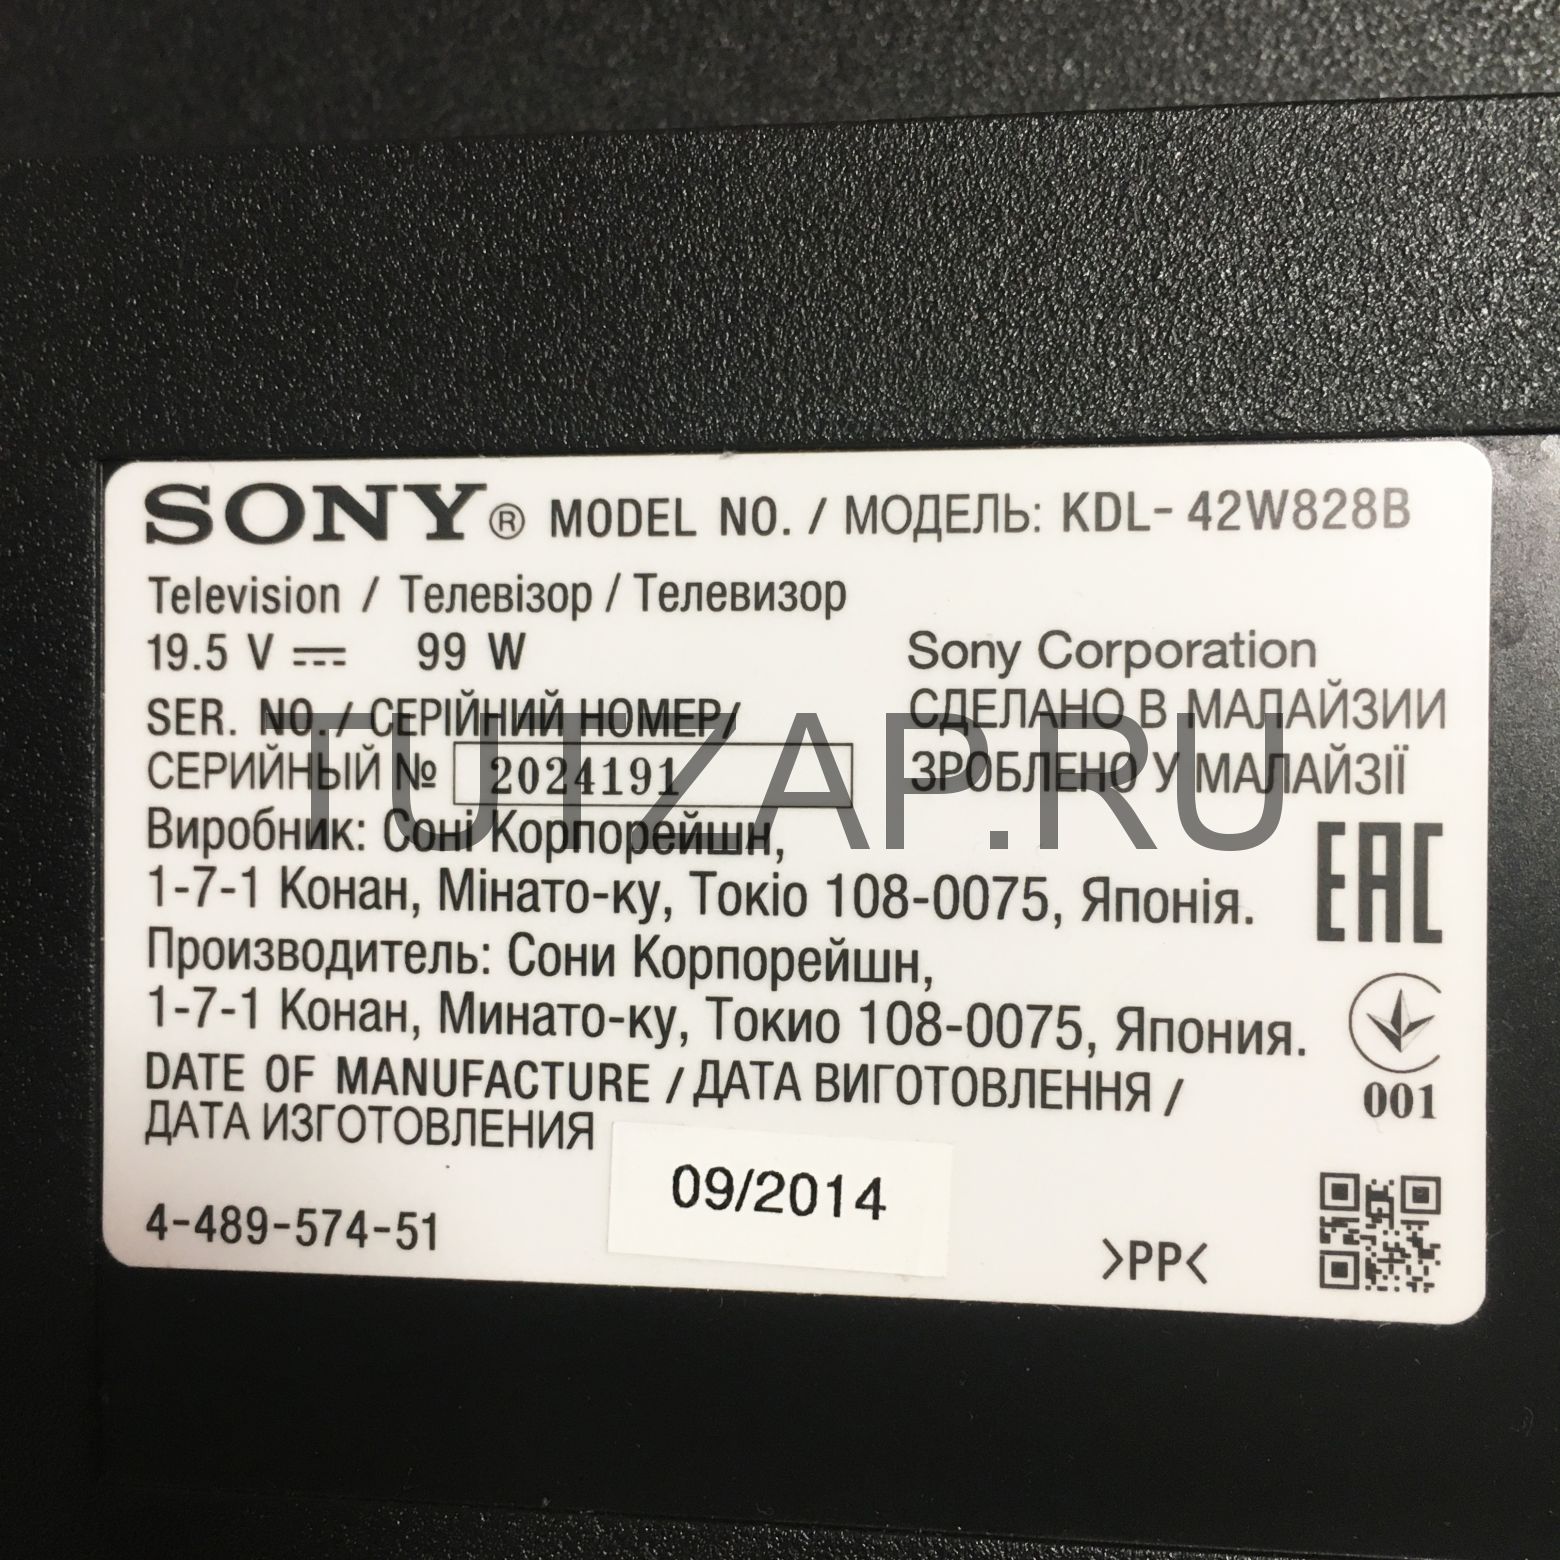 SONY® MODEL NO. / МОДЕЛЬ: KDL- 42W828B
Television / Телевізор / Телевизор
19.5 V 99 W
Sony Corporation
SER. NO. / СЕРІЙНИЙ НОМЕР/
СДЕЛАНО В МАЛАЙЗИИ
СЕРИЙНЫЙ № 2024191
ЗРОБЛЕНО У МАЛАЙЗІЇ
TUTZAP.RU
Виробник: Соні Корпорейшн,
1-7-1 Конан, Мінато-ку, Токіо 108-0075, Японія.
EAC
Производитель: Сони Корпорейшн,
1-7-1 Конан, Минато-ку, Токио 108-0075, Япония.
DATE OF MANUFACTURE / ДАТА ВИГОТОВЛЕННЯ /
001
ДАТА ИЗГОТОВЛЕНИЯ
09/2014
4-489-574-51
>PP<